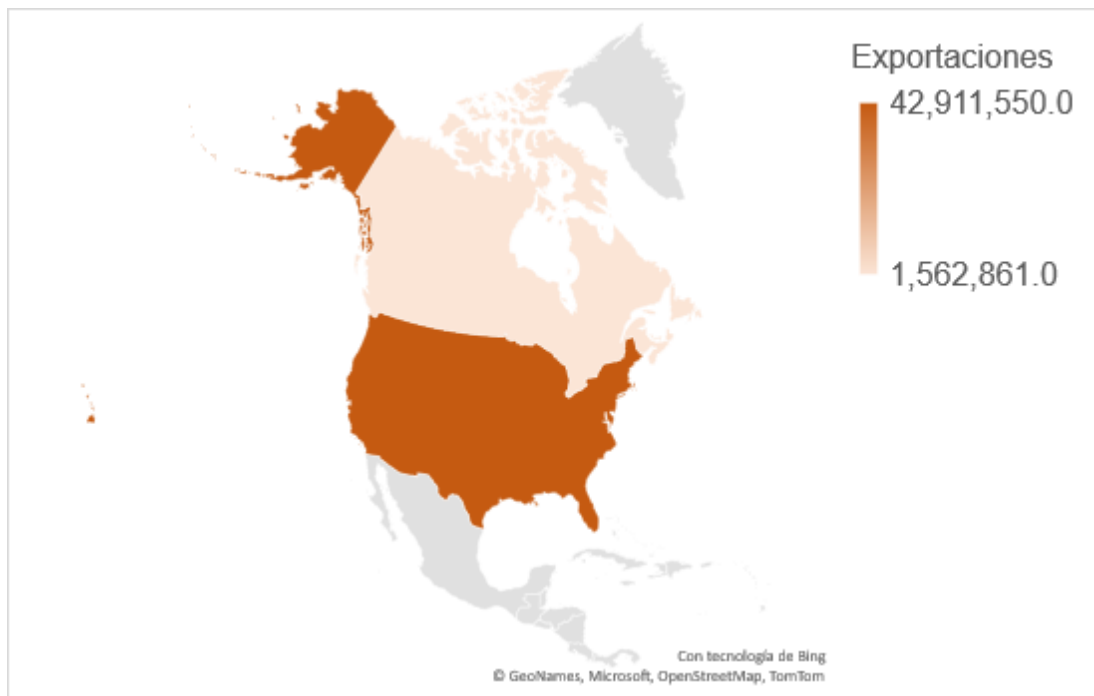 Exportaciones
42,911,550.0
1,562,861.0
Con tecnología de Bing
© GeoNames, Microsoft, OpenStreetMap, TomTom